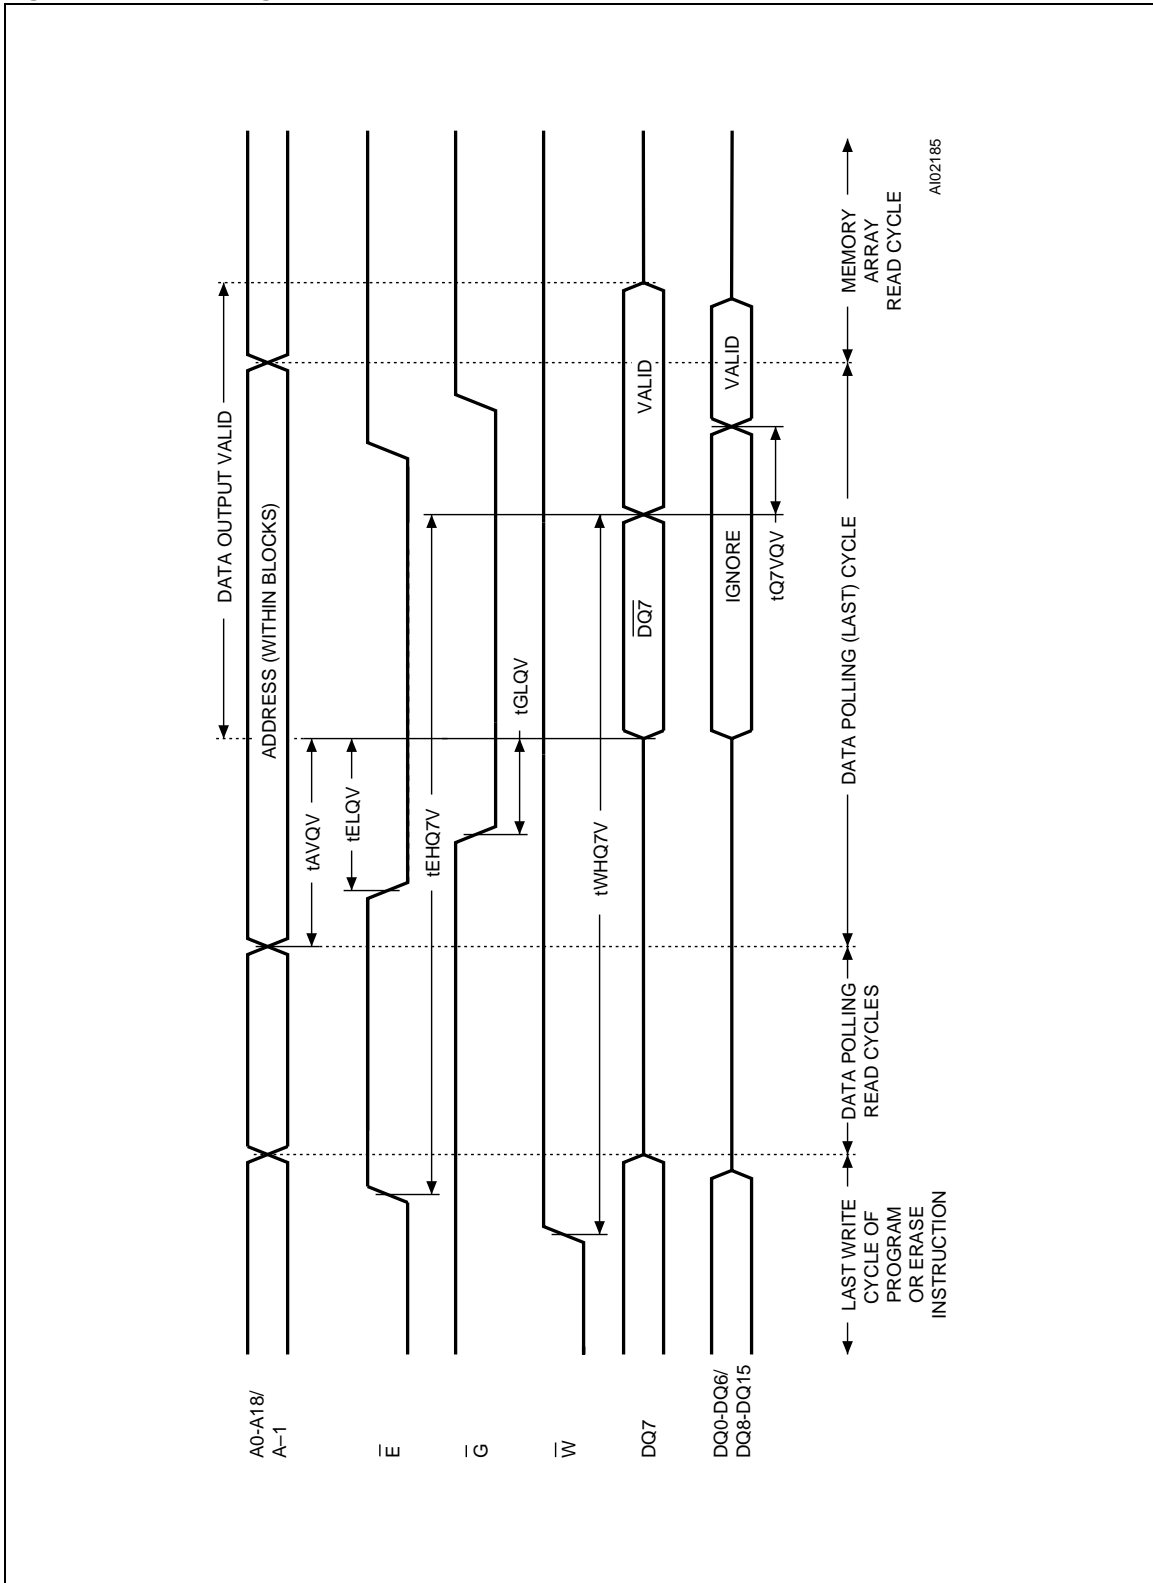 DATA OUTPUT VALID
A0-A18/
A–1
ADDRESS (WITHIN BLOCKS)
tAVQV
tELQV
E
tEHQ7V
G
tGLQV
W
tWHQ7V
DQ7
DQ7
VALID
DQ0-DQ6/
DQ8-DQ15
IGNORE
VALID
tQ7VQV
LAST WRITE
CYCLE OF
PROGRAM
OR ERASE
INSTRUCTION
DATA POLLING
READ CYCLES
DATA POLLING (LAST) CYCLE
MEMORY
ARRAY
READ CYCLE
AI02185